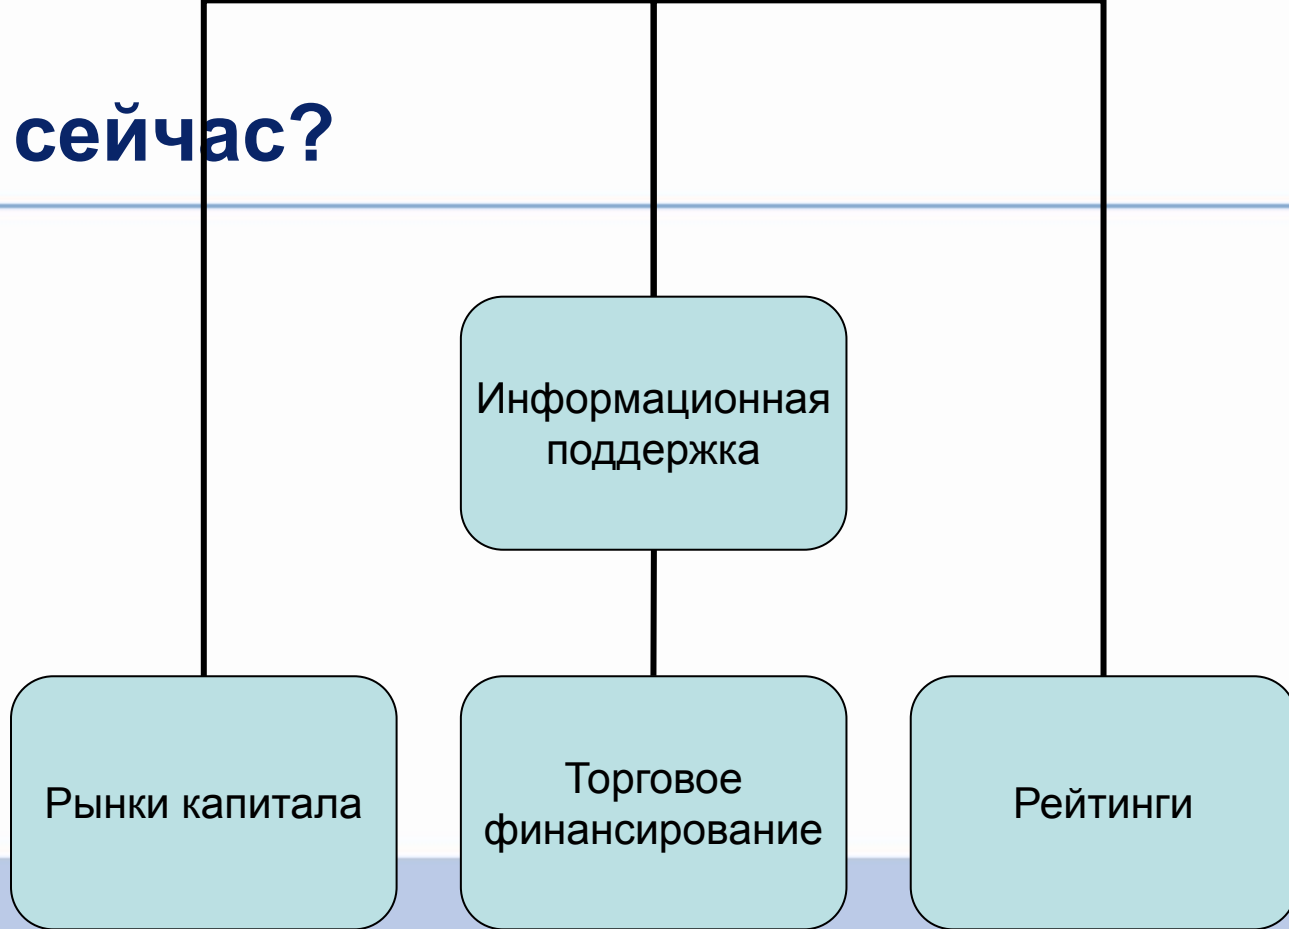 сейчас?
Информационная
поддержка
Рынки капитала
Торговое
финансирование
Рейтинги